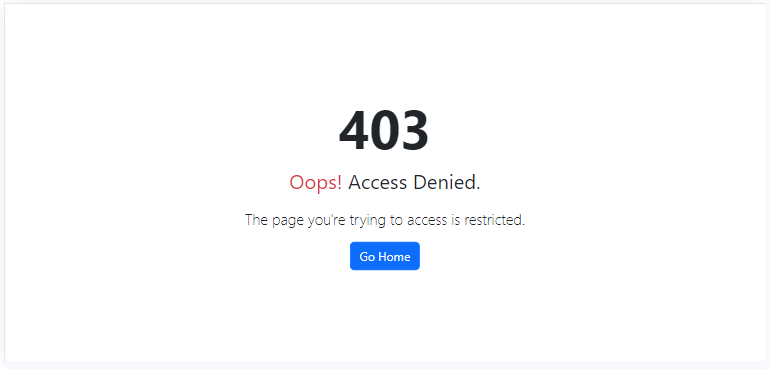 403
Oops! Access Denied.
The page you're trying to access is restricted.
Go Home